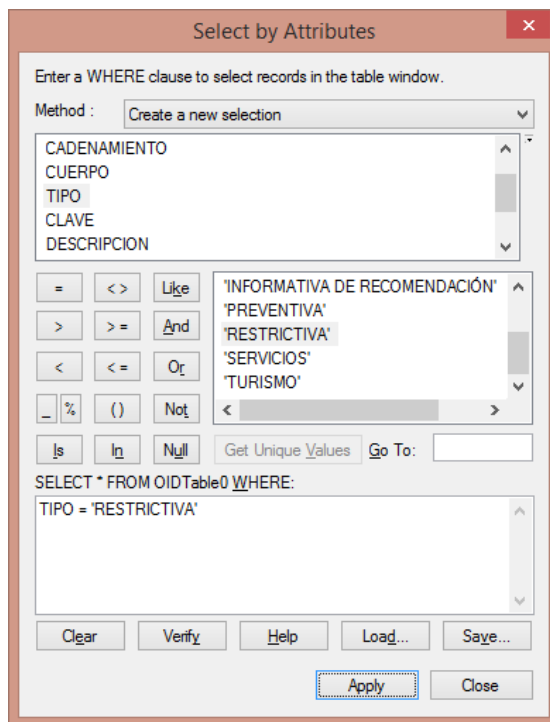 Select by Attributes
Enter a WHERE clause to select records in the table window.
Method : Create a new selection
CADENAMIENTO
CUERPO
TIPO
CLAVE
DESCRIPCION
= < > Like
> > = And
< < = Or
_ % ( ) Not
Is In Null
'INFORMATIVA DE RECOMENDACIÓN'
'PREVENTIVA'
'RESTRICTIVA'
'SERVICIOS'
'TURISMO'
Get Unique Values Go To:
SELECT * FROM OIDTable0 WHERE:
TIPO = 'RESTRICTIVA'
Clear Verify Help Load... Save...
Apply Close